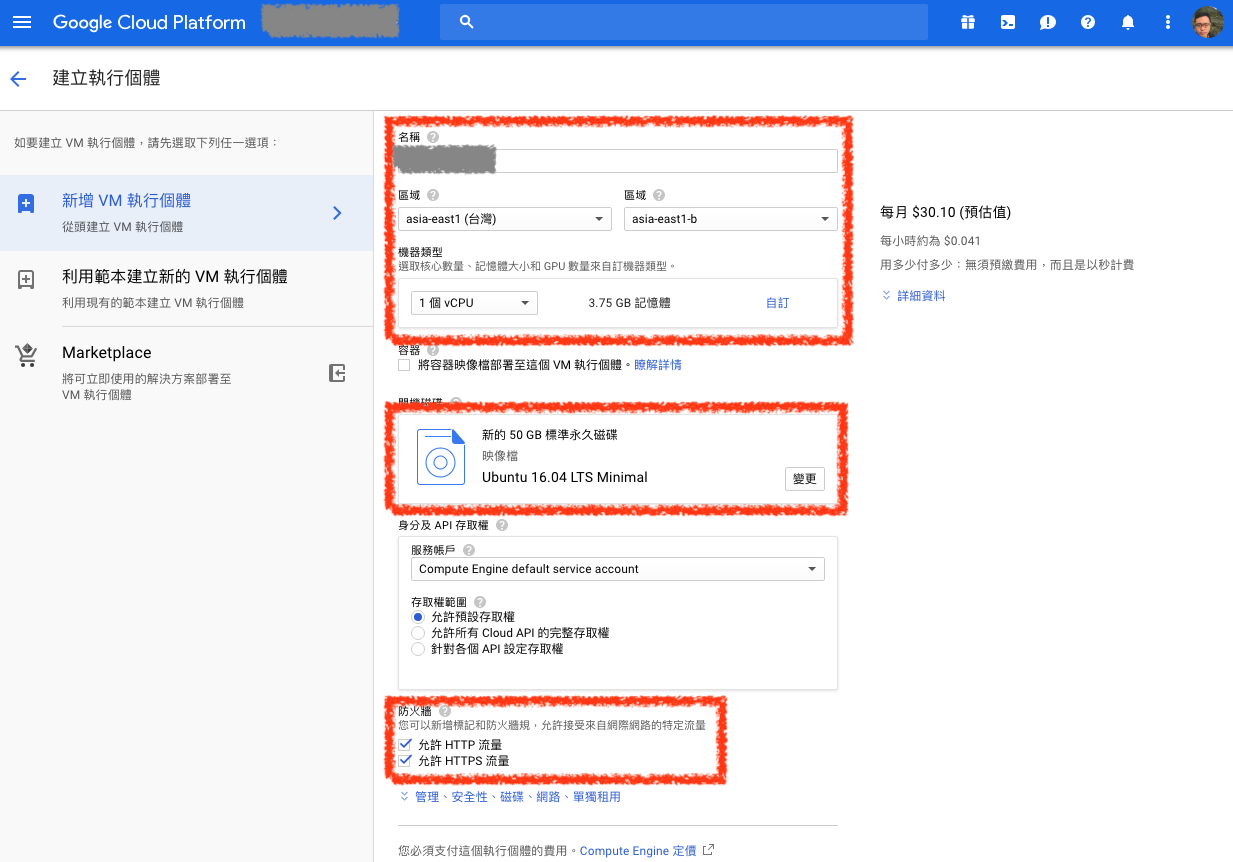 Google Cloud Platform
建立執行個體
如要建立 VM 執行個體，請先選取下列任一選項：
新增 VM 執行個體
從頭建立 VM 執行個體
利用範本建立新的 VM 執行個體
利用現有的範本建立 VM 執行個體
Marketplace
將可立即使用的解決方案部署至
VM 執行個體
名稱
區域 區域
asia-east1 (台灣) asia-east1-b
機器類型
選取核心數量、記憶體大小和 GPU 數量來自訂機器類型。
1 個 vCPU 3.75 GB 記憶體 自訂
容器
將容器映像檔部署至這個 VM 執行個體。瞭解詳情
開機磁碟
新的 50 GB 標準永久磁碟
映像檔
Ubuntu 16.04 LTS Minimal
變更
身分及 API 存取權
服務帳戶
Compute Engine default service account
存取權範圍
允許預設存取權
允許所有 Cloud API 的完整存取權
針對各個 API 設定存取權
防火牆
您可以新增標記和防火牆規，允許接受來自網際網路的特定流量
允許 HTTP 流量
允許 HTTPS 流量
管理、安全性、磁碟、網路、單獨租用
您必須支付這個執行個體的費用。Compute Engine 定價
每月 $30.10 (預估值)
每小時約為 $0.041
用多少付多少：無須預繳費用，而且是以秒計費
詳細資料